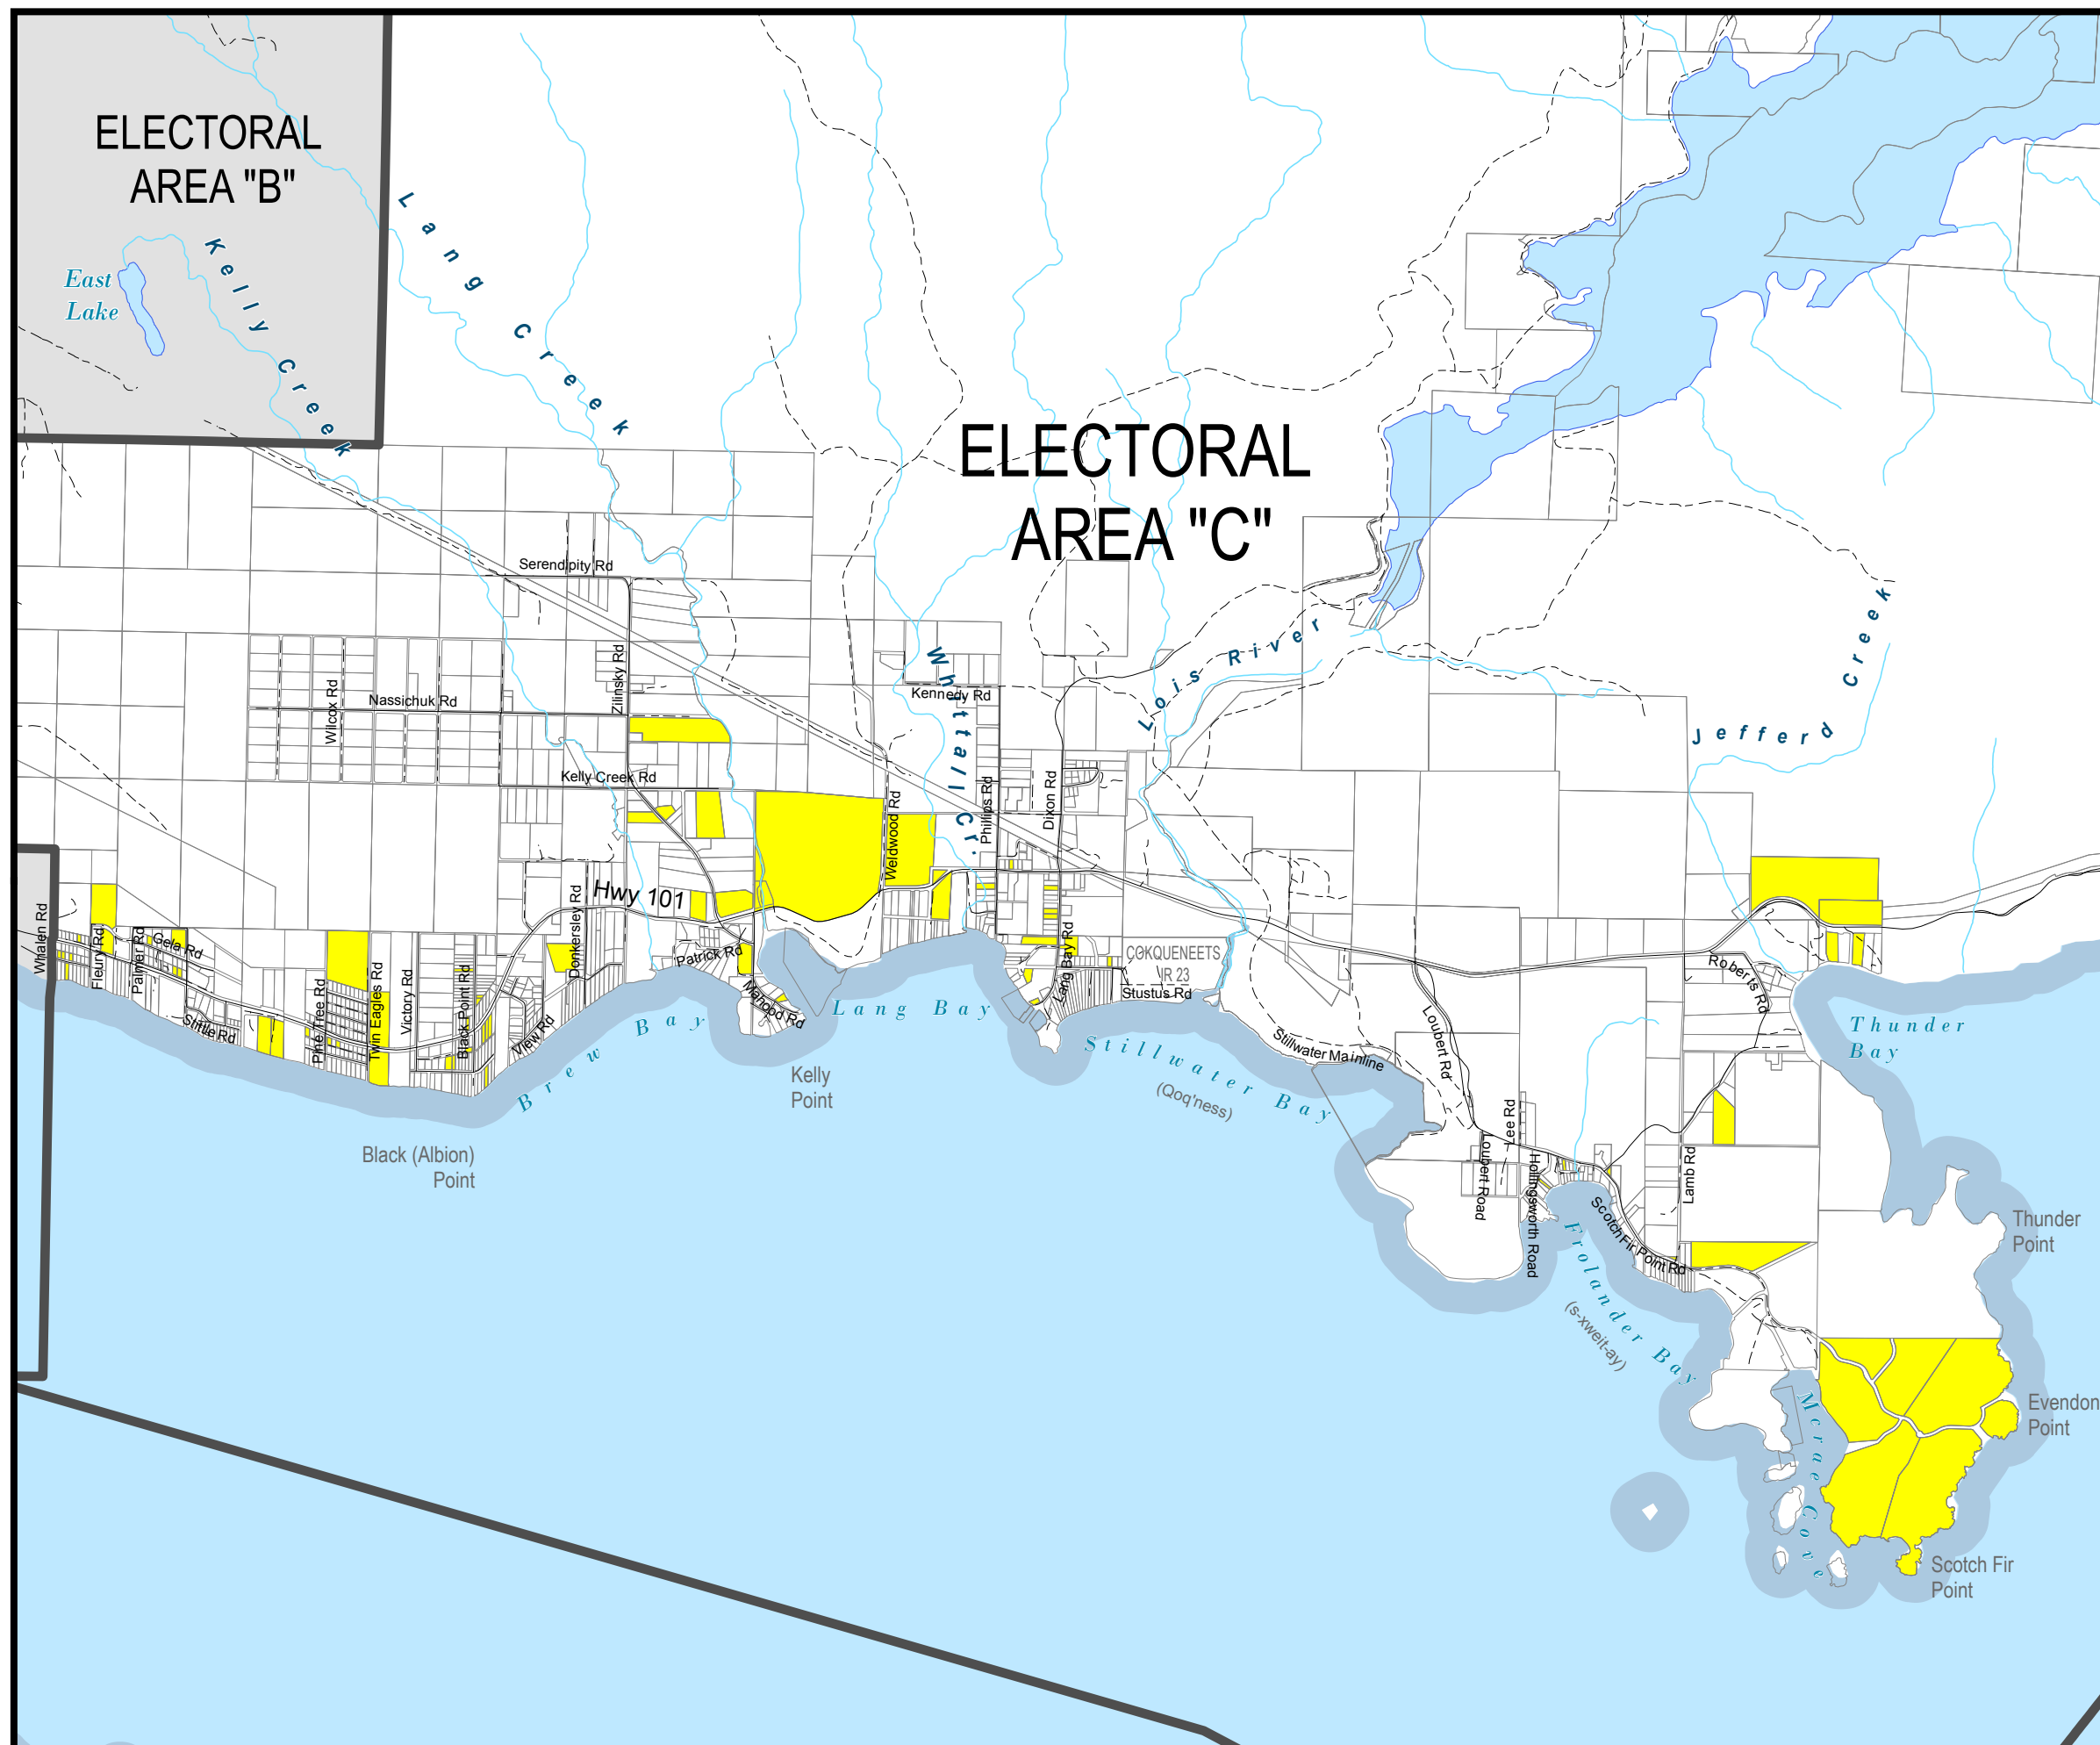 ELECTORAL
AREA "B"
Lang Creek
Kelly Creek
East
Lake
ELECTORAL
AREA "C"
Serendipity Rd
Zilinsky Rd
Wilcox Rd
Nassichuk Rd
Kelly Creek Rd
Whittall Cr.
Kennedy Rd
Lois River
Jefferd Creek
Phillips Rd
Dixon Rd
Weldwood Rd
Hwy 101
Whalen Rd
Fleury Rd
Palmer Rd
Gela Rd
Stittle Rd
Pine Tree Rd
Twin Eagles Rd
Victory Rd
Black Point Rd
View Rd
Donkersley Rd
Patrick Rd
Mahood Rd
Lang Bay Rd
COKQUENEETS
IR 23
Stustus Rd
Roberts Rd
Brew Bay
Lang Bay
Stillwater Bay
(Qoq'ness)
Stillwater Mainline
Loubert Rd
Thunder
Bay
Kelly
Point
Black (Albion)
Point
Lee Rd
Loubert Road
Hollingsworth Road
Lamb Rd
Scotch Fir Point Rd
Frolander Bay
(s-xweit-ay)
Thunder
Point
Mcrae Cove
Evendon
Point
Scotch Fir
Point